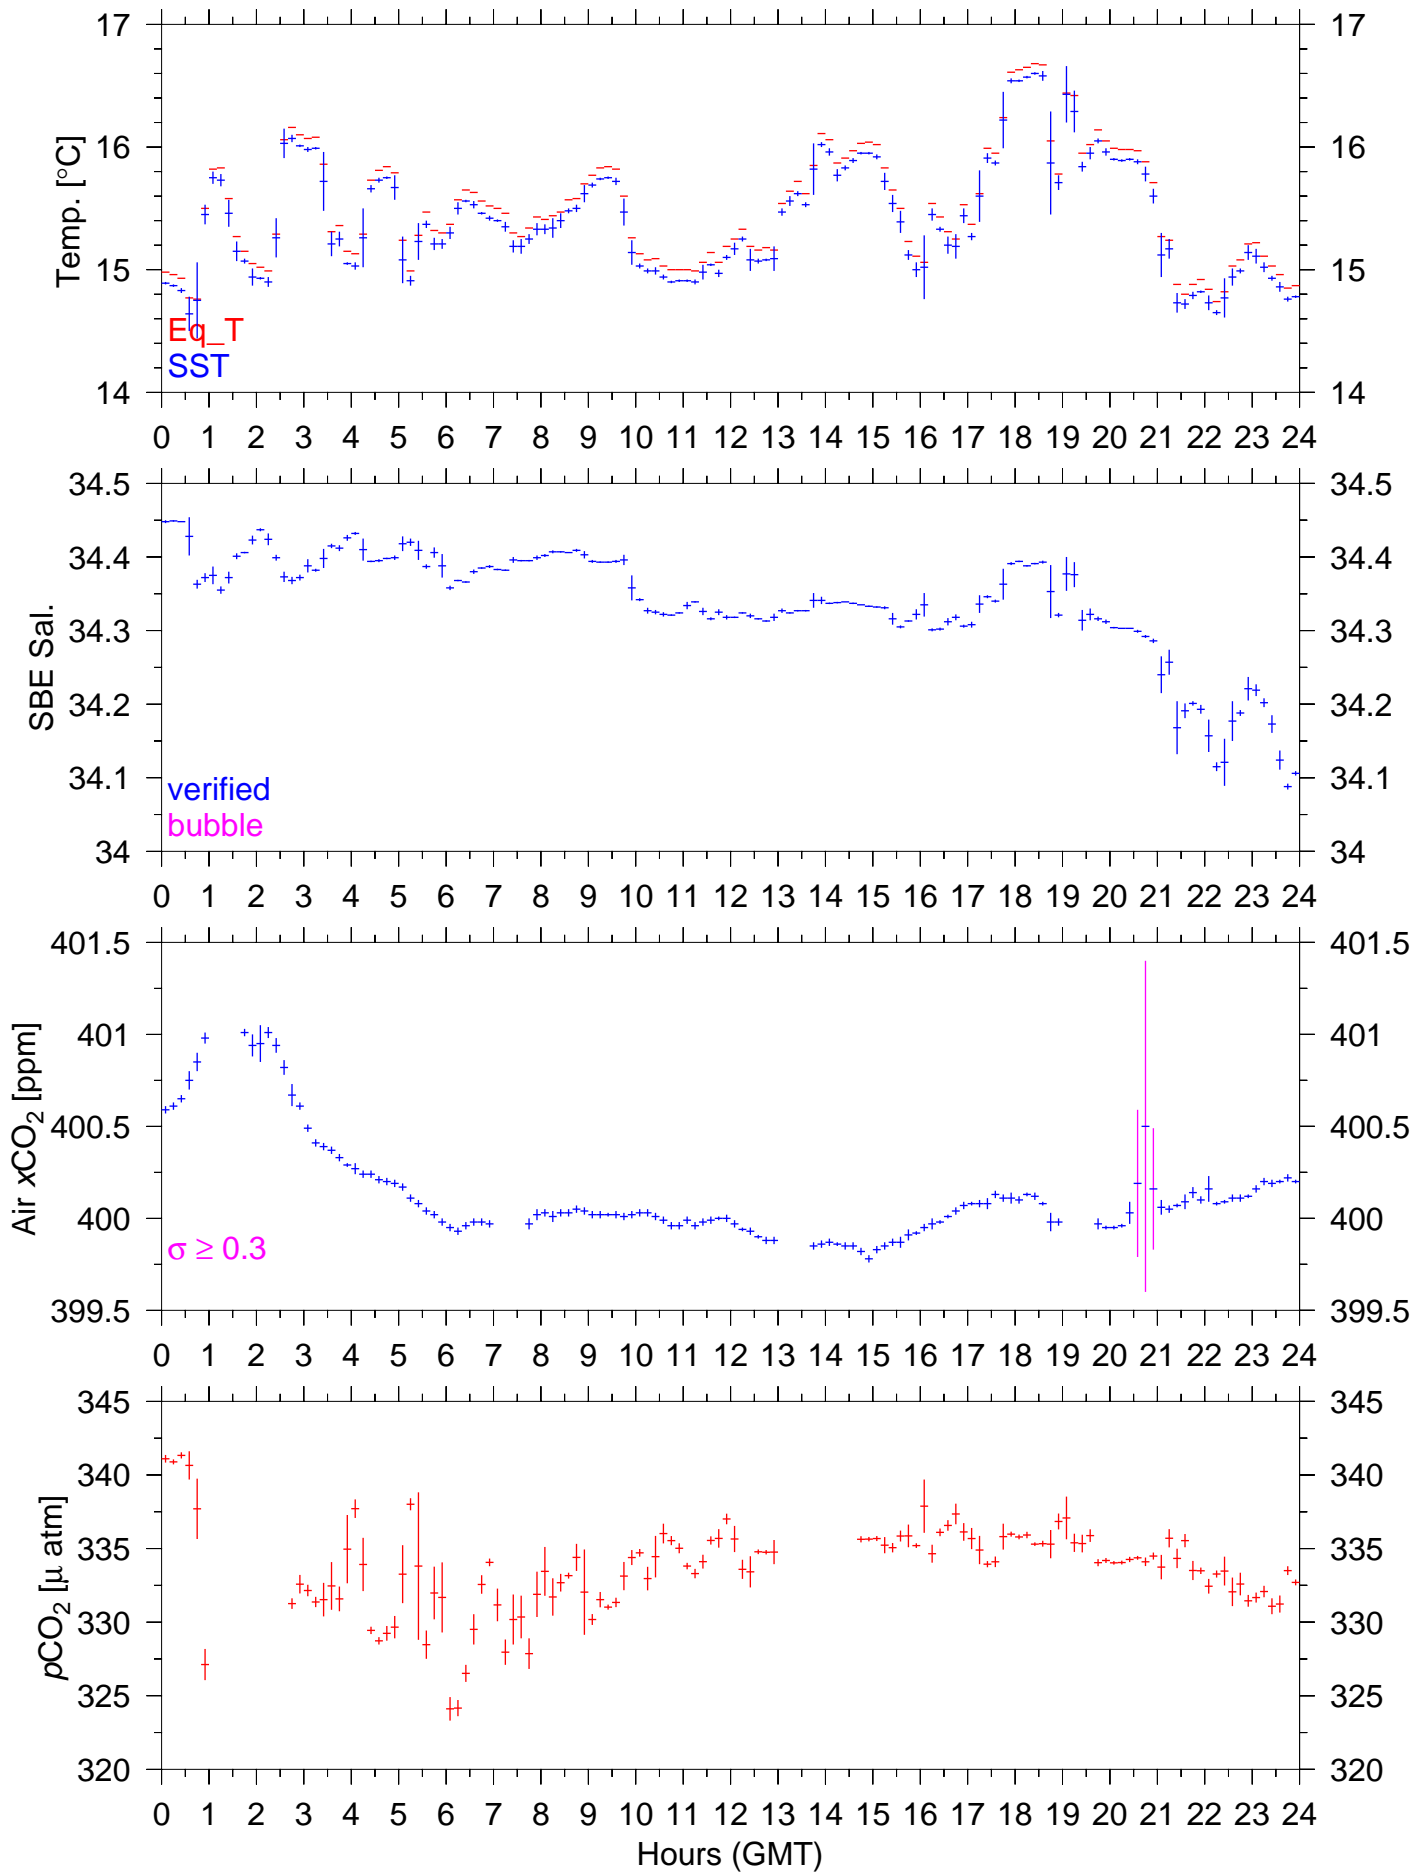 17 17
16 16
Temp. [°C]
15 15
Eq_T
SST
14 14
0 1 2 3 4 5 6 7 8 9 10 11 12 13 14 15 16 17 18 19 20 21 22 23 24
34.5 34.5
34.4 34.4
34.3 34.3
SBE Sal.
34.2 34.2
34.1 34.1
verified
bubble
34 34
0 1 2 3 4 5 6 7 8 9 10 11 12 13 14 15 16 17 18 19 20 21 22 23 24
401.5 401.5
401 401
400.5 400.5
Air xCO₂ [ppm]
400 400
σ ≥ 0.3
399.5 399.5
0 1 2 3 4 5 6 7 8 9 10 11 12 13 14 15 16 17 18 19 20 21 22 23 24
345 345
340 340
335 335
pCO₂ [μ atm]
330 330
325 325
320 320
0 1 2 3 4 5 6 7 8 9 10 11 12 13 14 15 16 17 18 19 20 21 22 23 24
Hours (GMT)